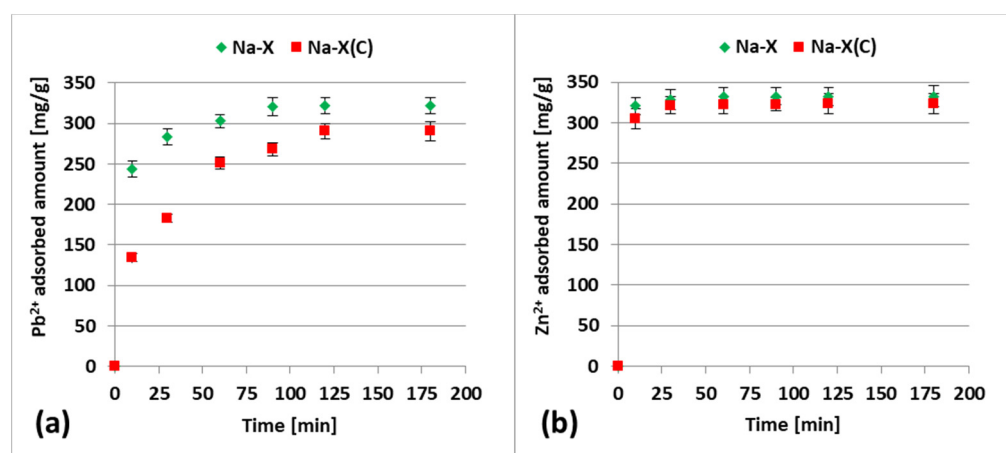 Na-X Na-X(C)
Pb2+ adsorbed amount [mg/g]
350
300
250
200
150
100
50
0
0 25 50 75 100 125 150 175 200
Time [min]
(a)
Na-X Na-X(C)
Zn2+ adsorbed amount [mg/g]
350
300
250
200
150
100
50
0
0 25 50 75 100 125 150 175 200
Time [min]
(b)